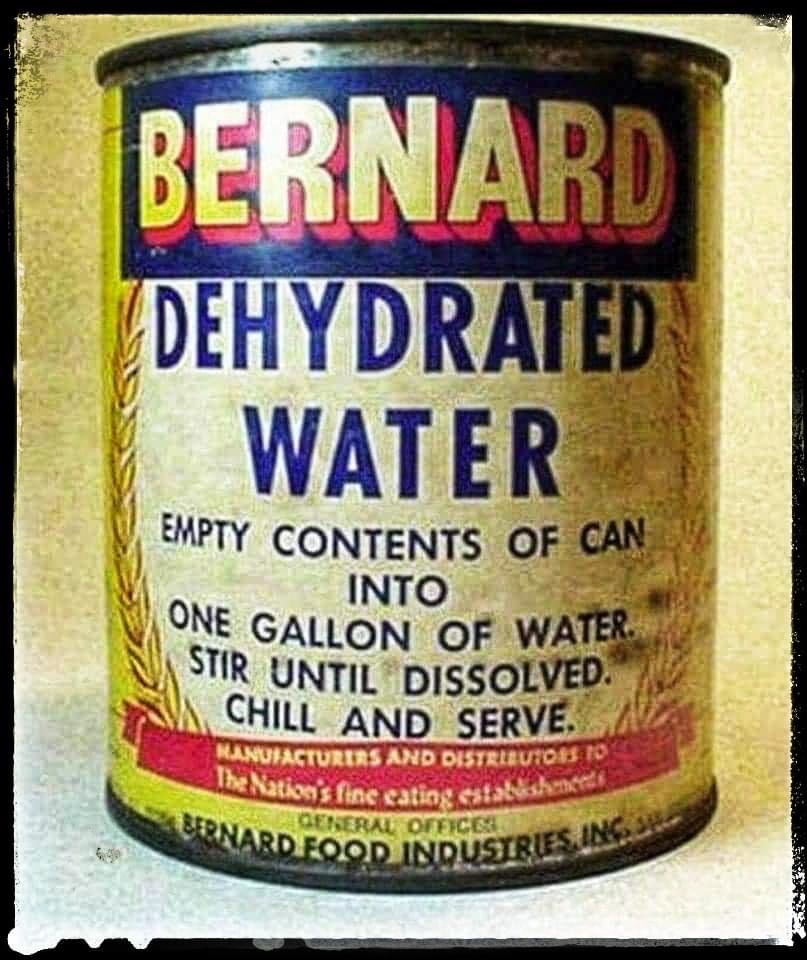 BERNARD
DEHYDRATED
WATER
EMPTY CONTENTS OF CAN
INTO
ONE GALLON OF WATER.
STIR UNTIL DISSOLVED.
CHILL AND SERVE.
MANUFACTURERS AND DISTRIBUTORS TO
The Nation's fine eating establishments
GENERAL OFFICES
BERNARD FOOD INDUSTRIES, INC.